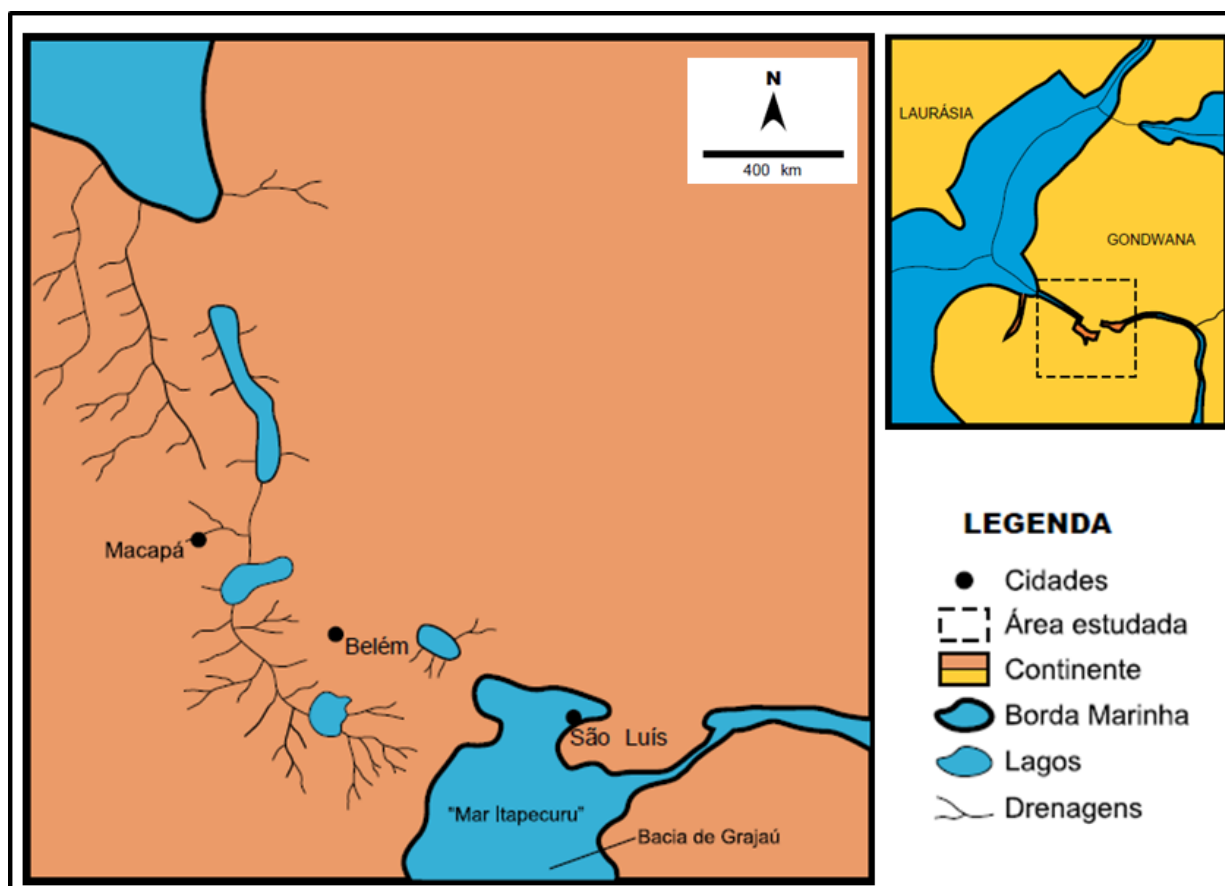 N
400 km
Macapá
Belém
São Luís
"Mar Itapecuru"
Bacia de Grajaú
LAURÁSIA
GONDWANA
LEGENDA
Cidades
Área estudada
Continente
Borda Marinha
Lagos
Drenagens